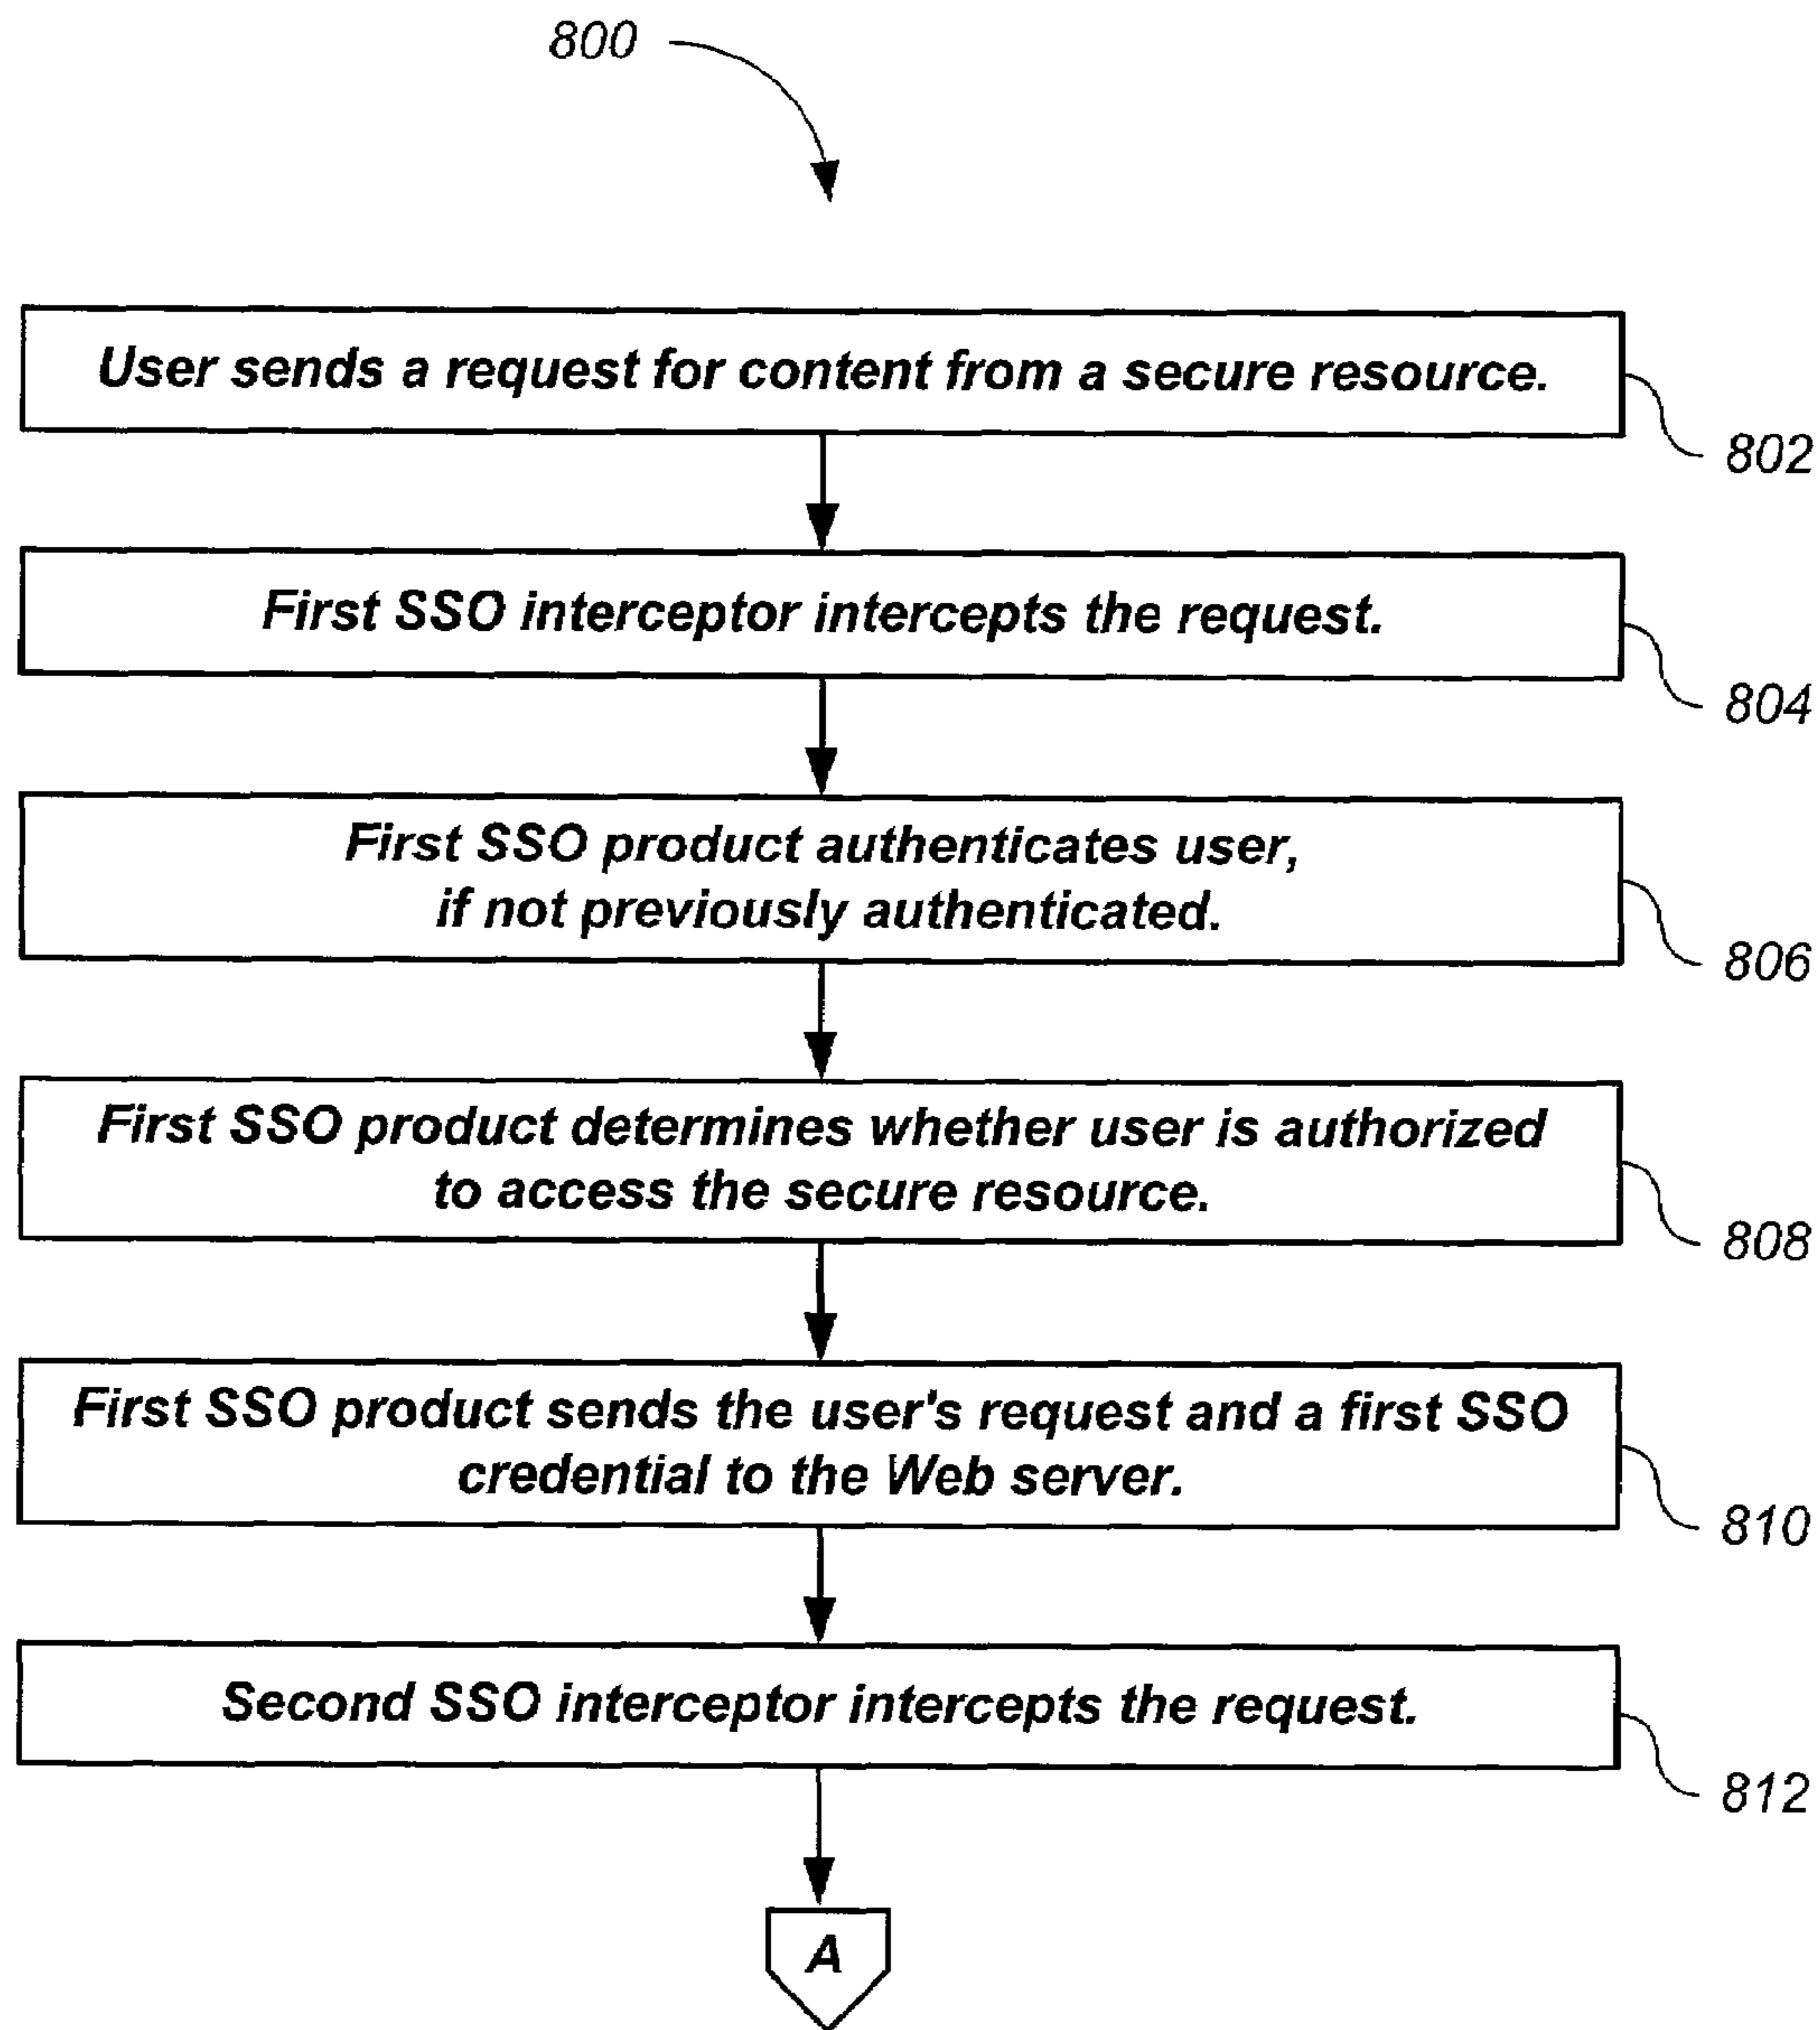 800
User sends a request for content from a secure resource.
802
First SSO interceptor intercepts the request.
804
First SSO product authenticates user,
if not previously authenticated.
806
First SSO product determines whether user is authorized
to access the secure resource.
808
First SSO product sends the user's request and a first SSO
credential to the Web server.
810
Second SSO interceptor intercepts the request.
812
A